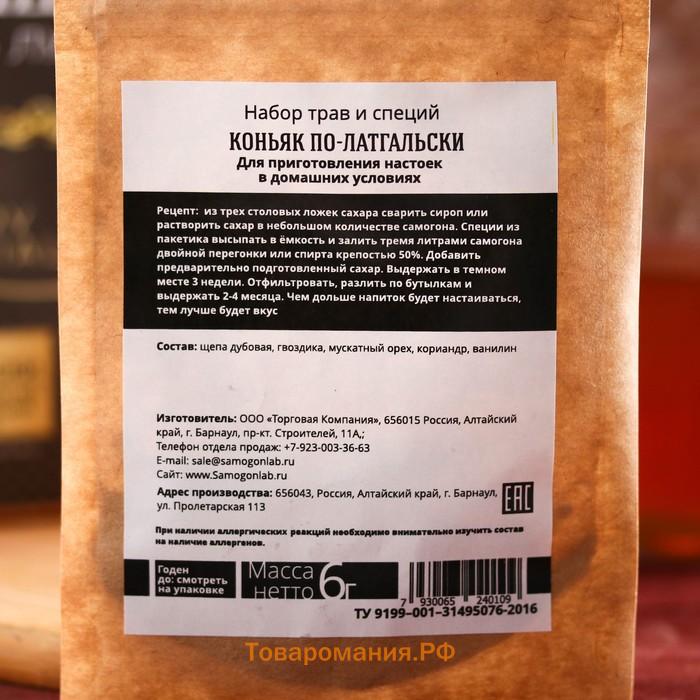 Набор трав и специй
КОНЬЯК ПО-ЛАТГАЛЬСКИ
Для приготовления настоек
в домашних условиях
Рецепт: из трех столовых ложек сахара сварить сироп или
растворить сахар в небольшом количестве самогона. Специи из
пакетика высыпать в ёмкость и залить тремя литрами самогона
двойной перегонки или спирта крепостью 50%. Добавить
предварительно подготовленный сахар. Выдержать в темном
месте 3 недели. Отфильтровать, разлить по бутылкам и
выдержать 2-4 месяца. Чем дольше напиток будет настаиваться,
тем лучше будет вкус
Состав: щепа дубовая, гвоздика, мускатный орех, кориандр, ванилин
Изготовитель: ООО «Торговая Компания», 656015 Россия, Алтайский
край, г. Барнаул, пр-кт. Строителей, 11А,;
Телефон отдела продаж: +7-923-003-36-63
E-mail: sale@samogonlab.ru
Сайт: www.Samogonlab.ru
Адрес производства: 656043, Россия, Алтайский край, г. Барнаул,
ул. Пролетарская 113
EAC
При наличии аллергических реакций необходимо внимательно изучить состав
на наличие аллергенов.
Годен
до: смотреть
на упаковке
Масса
нетто 6г
7 930065 240109
ТУ 9199-001-31495076-2016
Товаромания.РФ